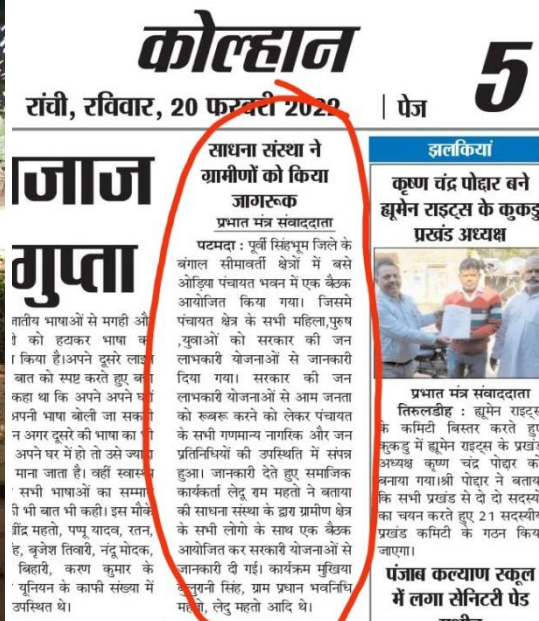 कोल्हान
रांची, रविवार, 20 फरवरी 2022
| पेज
5
जाज
गुप्ता
जातीय भाषाओं से मगही
को हटाकर भाषा
किया है।अपने दूसरे
बात को स्पष्ट करते हुए
कहा था कि अपने अपने
अपनी भाषा बोली जा
न अगर दूसरे की भाषा का
अपने घर में हो तो उसे
माना जाता है। वहीं
सभी भाषाओं का
ी भी बात भी कही। इस
महतो, पप्पू यादव, रतन,
बृजेश तिवारी, नंदू मोदक,
बिहारी, करण कुमार के
यूनियन के काफी संख्या में
उपस्थित थे।
साधना संस्था ने
ग्रामीणों को किया
जागरूक
प्रभात मंत्र संवाददाता
पटमदा : पूर्वी सिंहभूम जिले के
बंगाल सीमावर्ती क्षेत्रों में बसे
ओड़िया पंचायत भवन में एक बैठक
आयोजित किया गया। जिसमे
पंचायत क्षेत्र के सभी महिला,पुरुष
,युवाओं को सरकार की जन
लाभकारी योजनाओं से जानकारी
दिया गया। सरकार की जन
लाभकारी योजनाओं से आम जनता
को रूबरू करने को लेकर पंचायत
के सभी गणमान्य नागरिक और जन
प्रतिनिधियों की उपस्थिति में संपन्न
हुआ। जानकारी देते हुए समाजिक
कार्यकर्ता लेदू राम महतो ने बताया
की साधना संस्था के द्वारा ग्रामीण क्षेत्र
के सभी लोगो के साथ एक बैठक
आयोजित कर सरकारी योजनाओं से
जानकारी दी गई। कार्यक्रम मुखिया
सिंह, ग्राम प्रधान भवनिधि
महतो, लेदु महतो आदि थे।
झलकियां
कृष्ण चंद्र पोद्दार बने
ह्यूमेन राइट्स के कुकडु
प्रखंड अध्यक्ष
प्रभात मंत्र संवाददाता
तिरुलडीह : ह्यूमेन राइट्स
के कमिटी बिस्तर करते हुए
कुकडु में ह्यूमेन राइट्स के प्रखंड
अध्यक्ष कृष्ण चंद्र पोद्दार को
बनाया गया।श्री पोद्दार ने बताया
कि सभी प्रखंड से दो दो सदस्यों
का चयन करते हुए 21 सदस्यीय
प्रखंड कमिटी के गठन किया
जाएगा।
पंजाब कल्याण स्कूल
में लगा सेनिटरी पेड